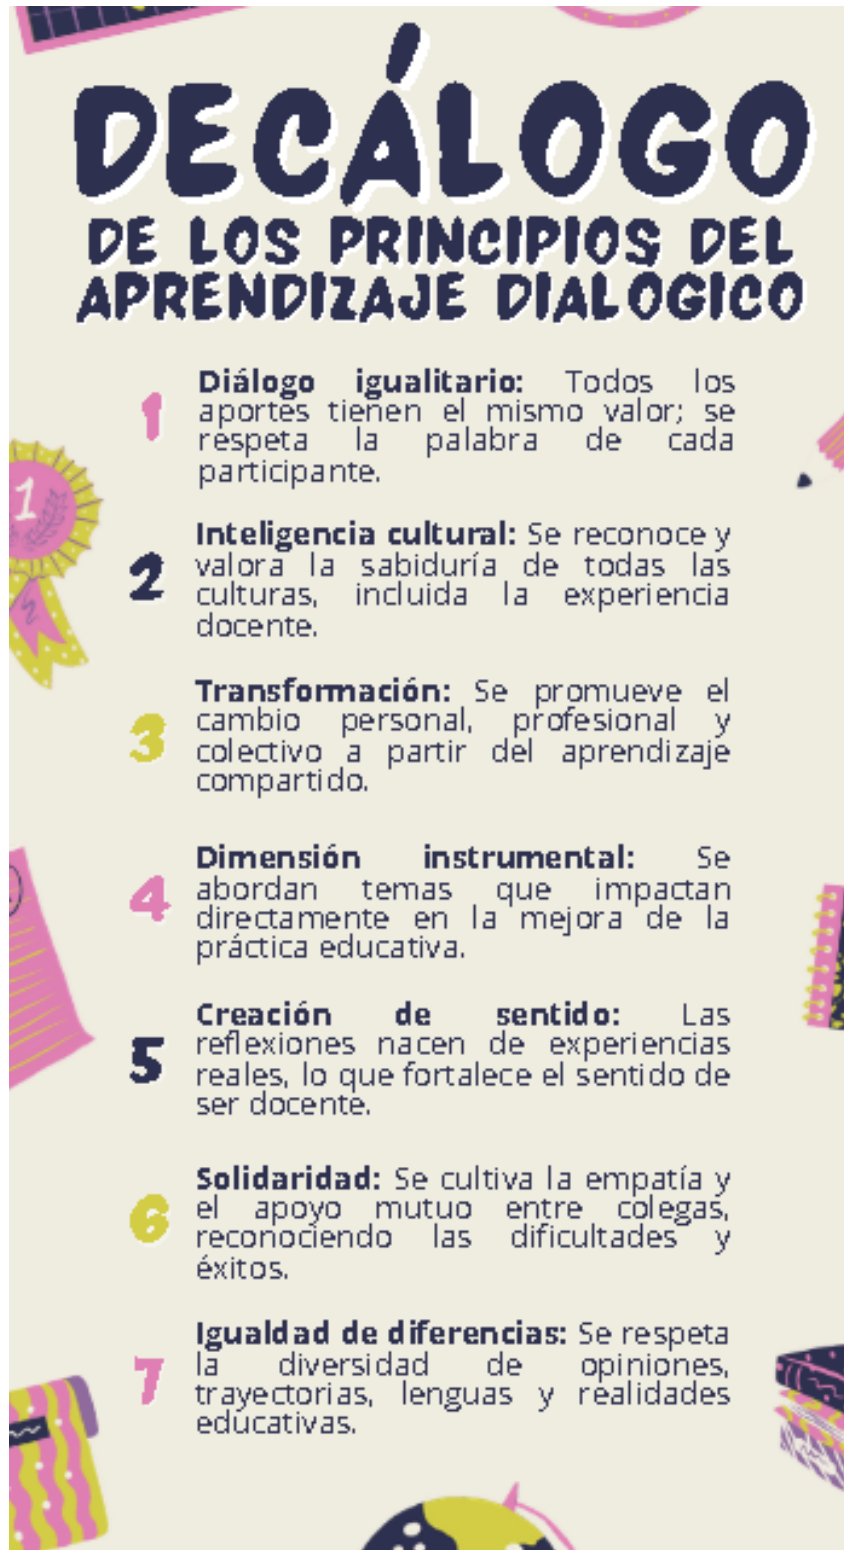 DECÁLOGO
DE LOS PRINCIPIOS DEL
APRENDIZAJE DIALOGICO
1
Diálogo igualitario: Todos los
aportes tienen el mismo valor; se
respeta la palabra de cada
participante.
2
Inteligencia cultural: Se reconoce y
valora la sabiduría de todas las
culturas, incluida la experiencia
docente.
3
Transformación: Se promueve el
cambio personal, profesional y
colectivo a partir del aprendizaje
compartido.
4
Dimensión instrumental: Se
abordan temas que impactan
directamente en la mejora de la
práctica educativa.
5
Creación de sentido: Las
reflexiones nacen de experiencias
reales, lo que fortalece el sentido de
ser docente.
6
Solidaridad: Se cultiva la empatía y
el apoyo mutuo entre colegas,
reconociendo las dificultades y
éxitos.
7
Igualdad de diferencias: Se respeta
la diversidad de opiniones,
trayectorias, lenguas y realidades
educativas.
1